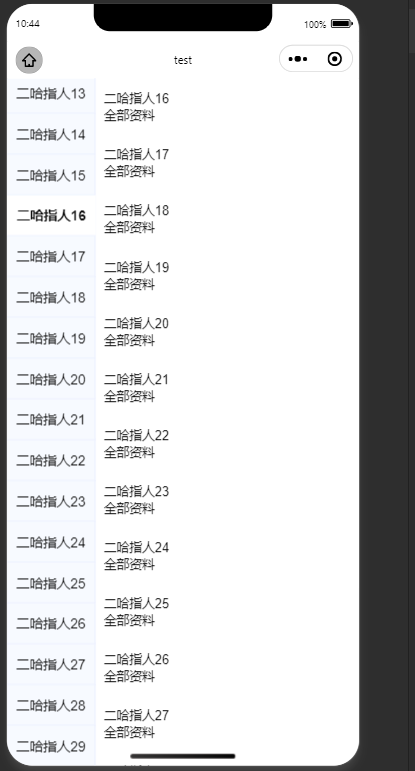 10:44
100%
test
二哈指人13
二哈指人14
二哈指人15
二哈指人16
二哈指人17
二哈指人18
二哈指人19
二哈指人20
二哈指人21
二哈指人22
二哈指人23
二哈指人24
二哈指人25
二哈指人26
二哈指人27
二哈指人28
二哈指人29
二哈指人16
全部资料
二哈指人17
全部资料
二哈指人18
全部资料
二哈指人19
全部资料
二哈指人20
全部资料
二哈指人21
全部资料
二哈指人22
全部资料
二哈指人23
全部资料
二哈指人24
全部资料
二哈指人25
全部资料
二哈指人26
全部资料
二哈指人27
全部资料